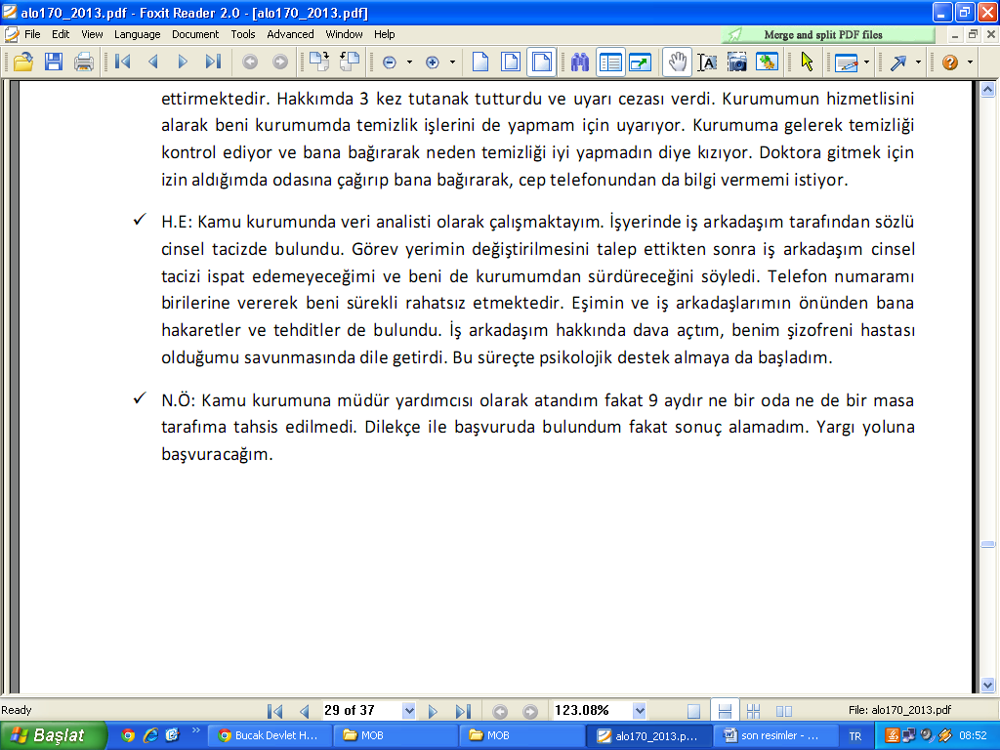 alo170_2013.pdf - Foxit Reader 2.0 - [alo170_2013.pdf]
File Edit View Language Document Tools Advanced Window Help
Merge and split PDF files
ettirmektedir. Hakkımda 3 kez tutanak tutturdu ve uyarı cezası verdi. Kurumumun hizmetlisini
alarak beni kurumumda temizlik işlerini de yapmam için uyarıyor. Kurumuma gelerek temizliği
kontrol ediyor ve bana bağırarak neden temizliği iyi yapmadın diye kızıyor. Doktora gitmek için
izin aldığımda odasına çağırıp bana bağırarak, cep telefonundan da bilgi vermemi istiyor.
✓ H.E: Kamu kurumunda veri analisti olarak çalışmaktayım. İşyerinde iş arkadaşım tarafından sözlü
cinsel tacizde bulundu. Görev yerimin değiştirilmesini talep ettikten sonra iş arkadaşım cinsel
tacizi ispat edemeyeceğimi ve beni de kurumumdan sürdüreceğini söyledi. Telefon numaramı
birilerine vererek beni sürekli rahatsız etmektedir. Eşimin ve iş arkadaşlarımın önünden bana
hakaretler ve tehditler de bulundu. İş arkadaşım hakkında dava açtım, benim şizofreni hastası
olduğumu savunmasında dile getirdi. Bu süreçte psikolojik destek almaya da başladım.
✓ N.Ö: Kamu kurumuna müdür yardımcısı olarak atandım fakat 9 aydır ne bir oda ne de bir masa
tarafıma tahsis edilmedi. Dilekçe ile başvuruda bulundum fakat sonuç alamadım. Yargı yoluna
başvuracağım.
Ready 29 of 37 123.08% File: alo170_2013.pdf
Başlat Bucak Devlet H... MOB MOB alo170_2013.p... son resimler - ... TR 08:52